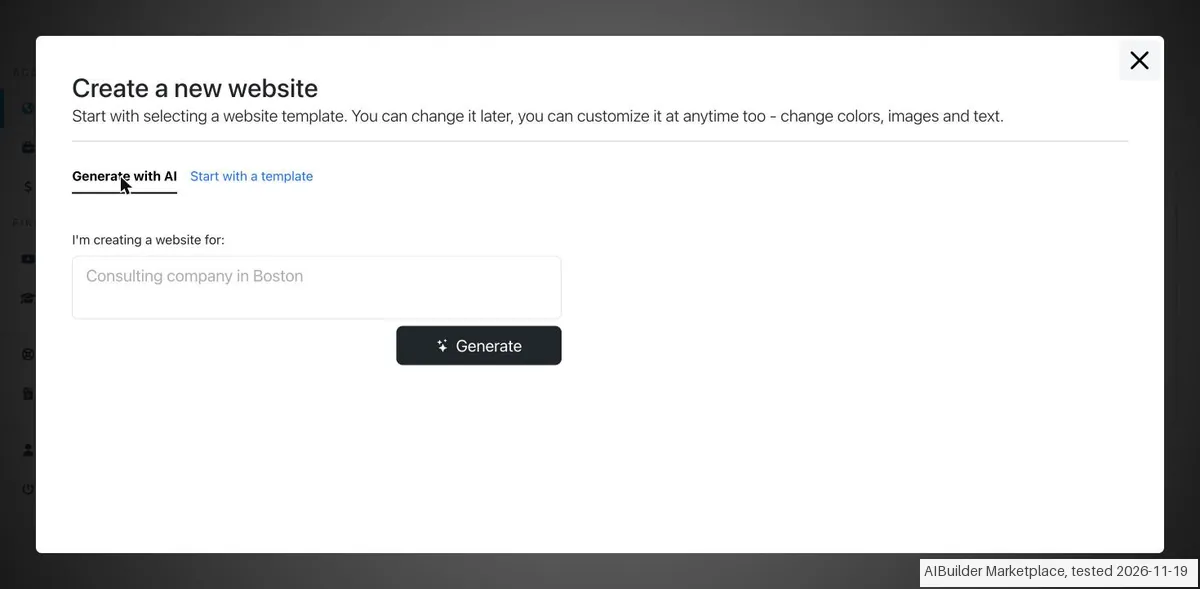 Create a new website
Start with selecting a website template. You can change it later, you can customize it at anytime too - change colors, images and text.
Generate with AI
Start with a template
I'm creating a website for:
Consulting company in Boston
Generate
AIBuilder Marketplace, tested 2026-11-19